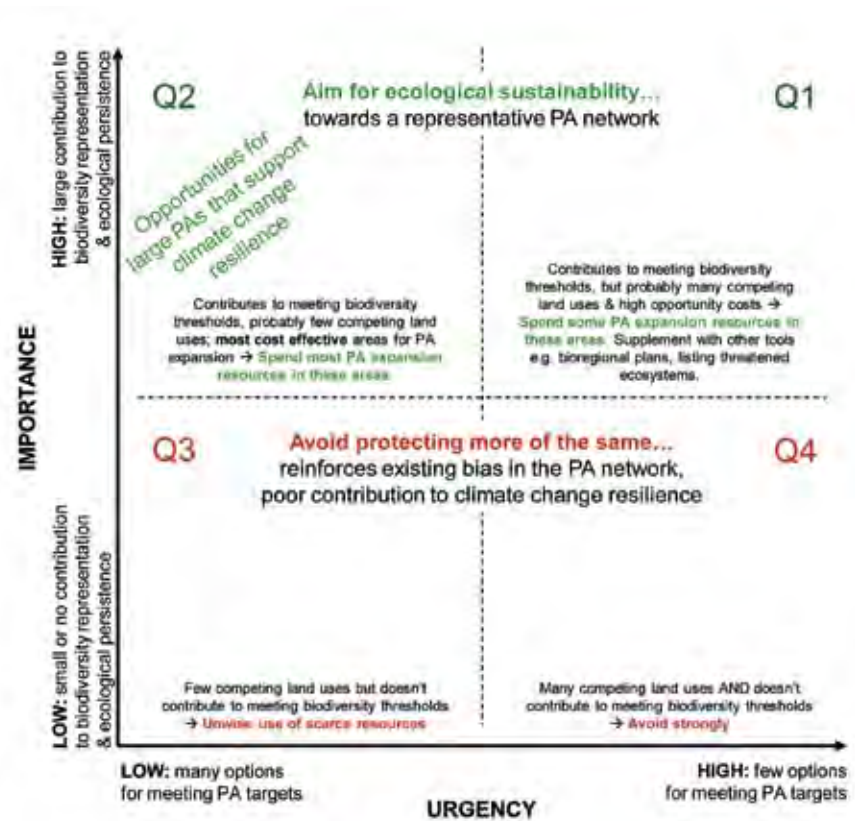 HIGH: large contribution to
biodiversity representation
& ecological persistence
IMPORTANCE
LOW: small or no contribution
to biodiversity representation
& ecological persistence
Q2
Aim for ecological sustainability...
towards a representative PA network
Q1
Opportunities for
large PAs that support
climate change
resilience
Contributes to meeting biodiversity
thresholds, probably few competing land
uses; most cost effective areas for PA
expansion → Spend most PA expansion
resources in these areas
Contributes to meeting biodiversity
thresholds, but probably many competing
land uses & high opportunity costs →
Spend some PA expansion resources in
these areas. Supplement with other tools
e.g. bioregional plans, listing threatened
ecosystems.
Q3
Avoid protecting more of the same...
reinforces existing bias in the PA network,
poor contribution to climate change resilience
Q4
Few competing land uses but doesn't
contribute to meeting biodiversity thresholds
→ Unwise use of scarce resources
Many competing land uses AND doesn't
contribute to meeting biodiversity thresholds
→ Avoid strongly
LOW: many options
for meeting PA targets
HIGH: few options
for meeting PA targets
URGENCY